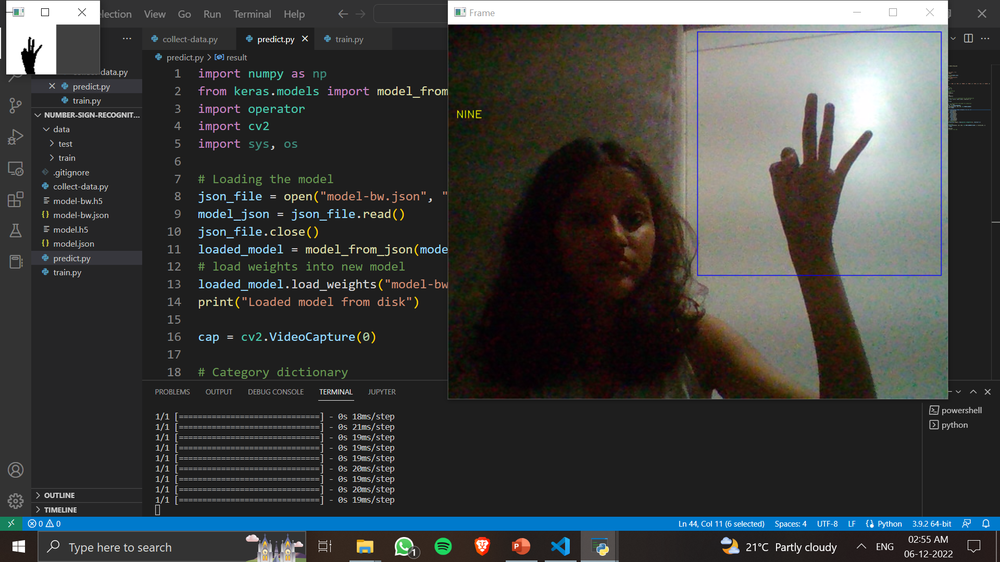 election View Go Run Terminal Help
Frame
collect-data.py predict.py train.py
predict.py > result
data.py
predict.py
train.py
NUMBER-SIGN-RECOGNIT...
data
test
train
.gitignore
collect-data.py
model-bw.h5
model-bw.json
model.h5
model.json
predict.py
train.py
OUTLINE
TIMELINE
1 import numpy as np
2 from keras.models import model_from
3 import operator
4 import cv2
5 import sys, os
6
7 # Loading the model
8 json_file = open("model-bw.json", "
9 model_json = json_file.read()
10 json_file.close()
11 loaded_model = model_from_json(mode
12 # load weights into new model
13 loaded_model.load_weights("model-bw
14 print("Loaded model from disk")
15
16 cap = cv2.VideoCapture(0)
17
18 # Category dictionary
NINE
PROBLEMS OUTPUT DEBUG CONSOLE TERMINAL JUPYTER
1/1 [==============================] - 0s 18ms/step
1/1 [==============================] - 0s 21ms/step
1/1 [==============================] - 0s 19ms/step
1/1 [==============================] - 0s 19ms/step
1/1 [==============================] - 0s 19ms/step
1/1 [==============================] - 0s 20ms/step
1/1 [==============================] - 0s 19ms/step
1/1 [==============================] - 0s 20ms/step
1/1 [==============================] - 0s 19ms/step
powershell
python
0 0 Ln 44, Col 11 (6 selected) Spaces: 4 UTF-8 LF Python 3.9.2 64-bit
Type here to search
1
21°C Partly cloudy
ENG
02:55 AM
06-12-2022